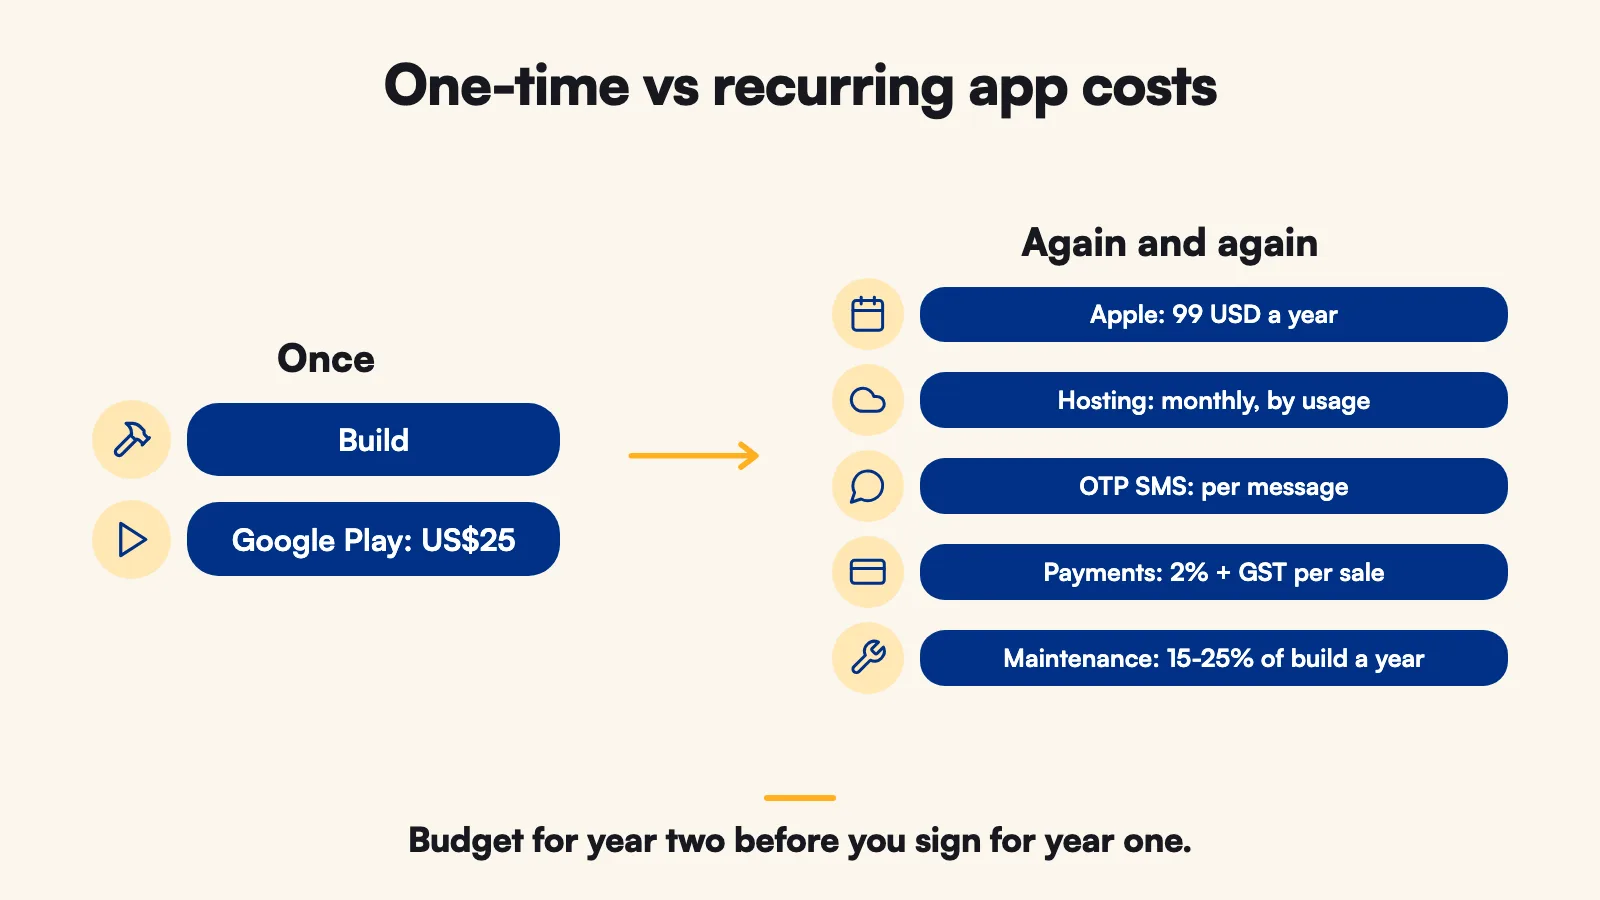 One-time vs recurring app costs
Once
Build
Google Play: US$25
Again and again
Apple: 99 USD a year
Hosting: monthly, by usage
OTP SMS: per message
Payments: 2% + GST per sale
Maintenance: 15-25% of build a year
Budget for year two before you sign for year one.